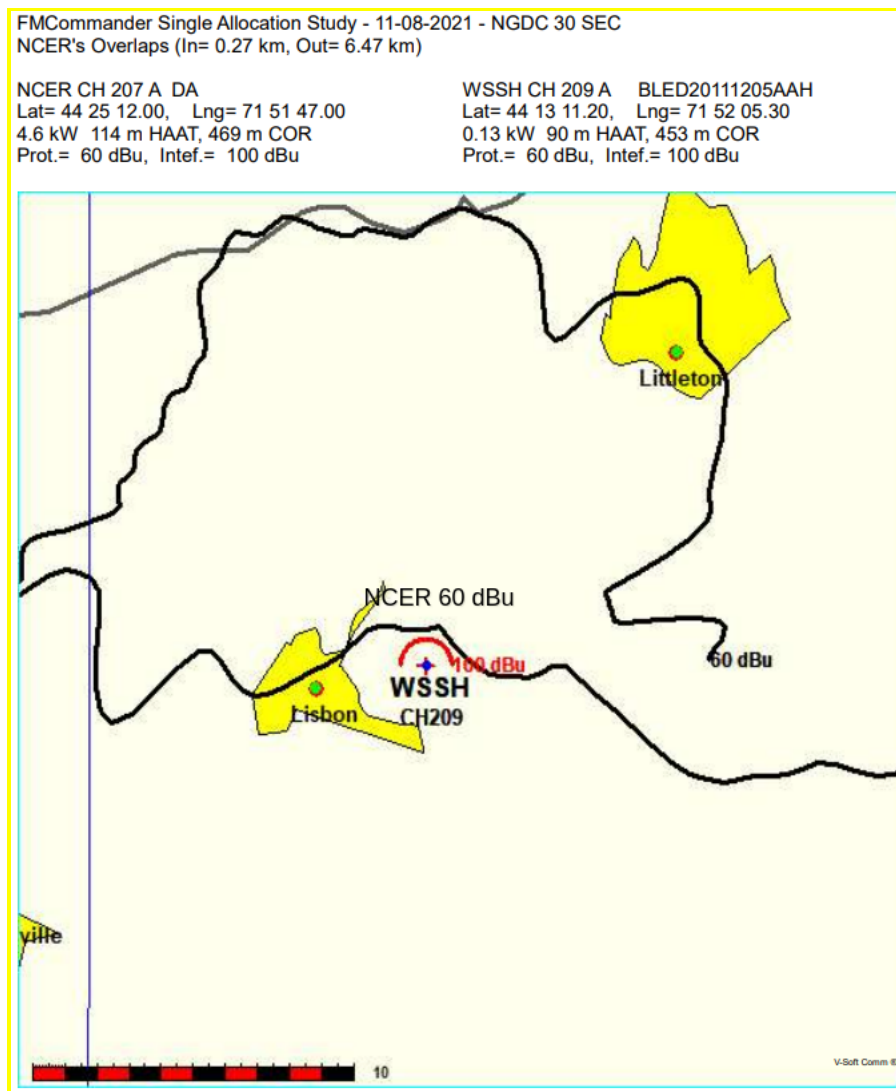 FMCommander Single Allocation Study - 11-08-2021 - NGDC 30 SEC
NCER's Overlaps (In= 0.27 km, Out= 6.47 km)
NCER CH 207 A DA
Lat= 44 25 12.00, Lng= 71 51 47.00
4.6 kW 114 m HAAT, 469 m COR
Prot.= 60 dBu, Intef.= 100 dBu
WSSH CH 209 A BLED20111205AAH
Lat= 44 13 11.20, Lng= 71 52 05.30
0.13 kW 90 m HAAT, 453 m COR
Prot.= 60 dBu, Intef.= 100 dBu
Littleton
NCER 60 dBu
100 dBu
60 dBu
WSSH
Lisbon
CH209
ville
10
V-Soft Comm ©